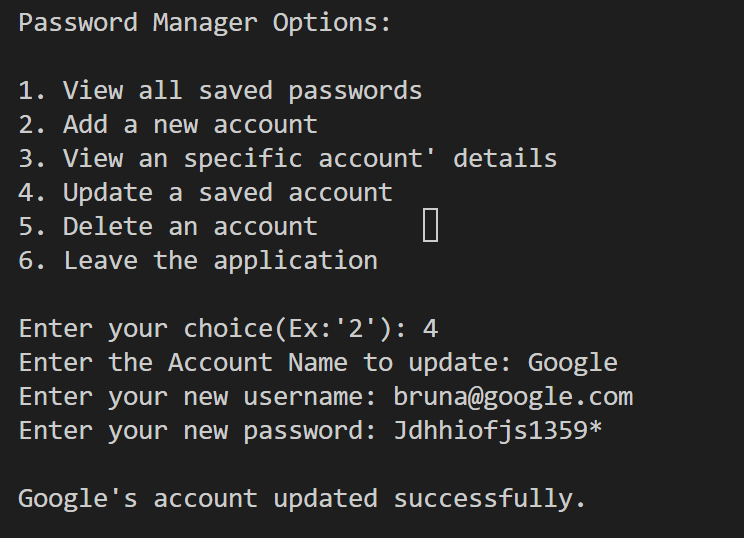 Password Manager Options:
1. View all saved passwords
2. Add a new account
3. View an specific account' details
4. Update a saved account
5. Delete an account
6. Leave the application
Enter your choice(Ex:'2'): 4
Enter the Account Name to update: Google
Enter your new username: bruna@google.com
Enter your new password: Jdhhiofjs1359*
Google's account updated successfully.